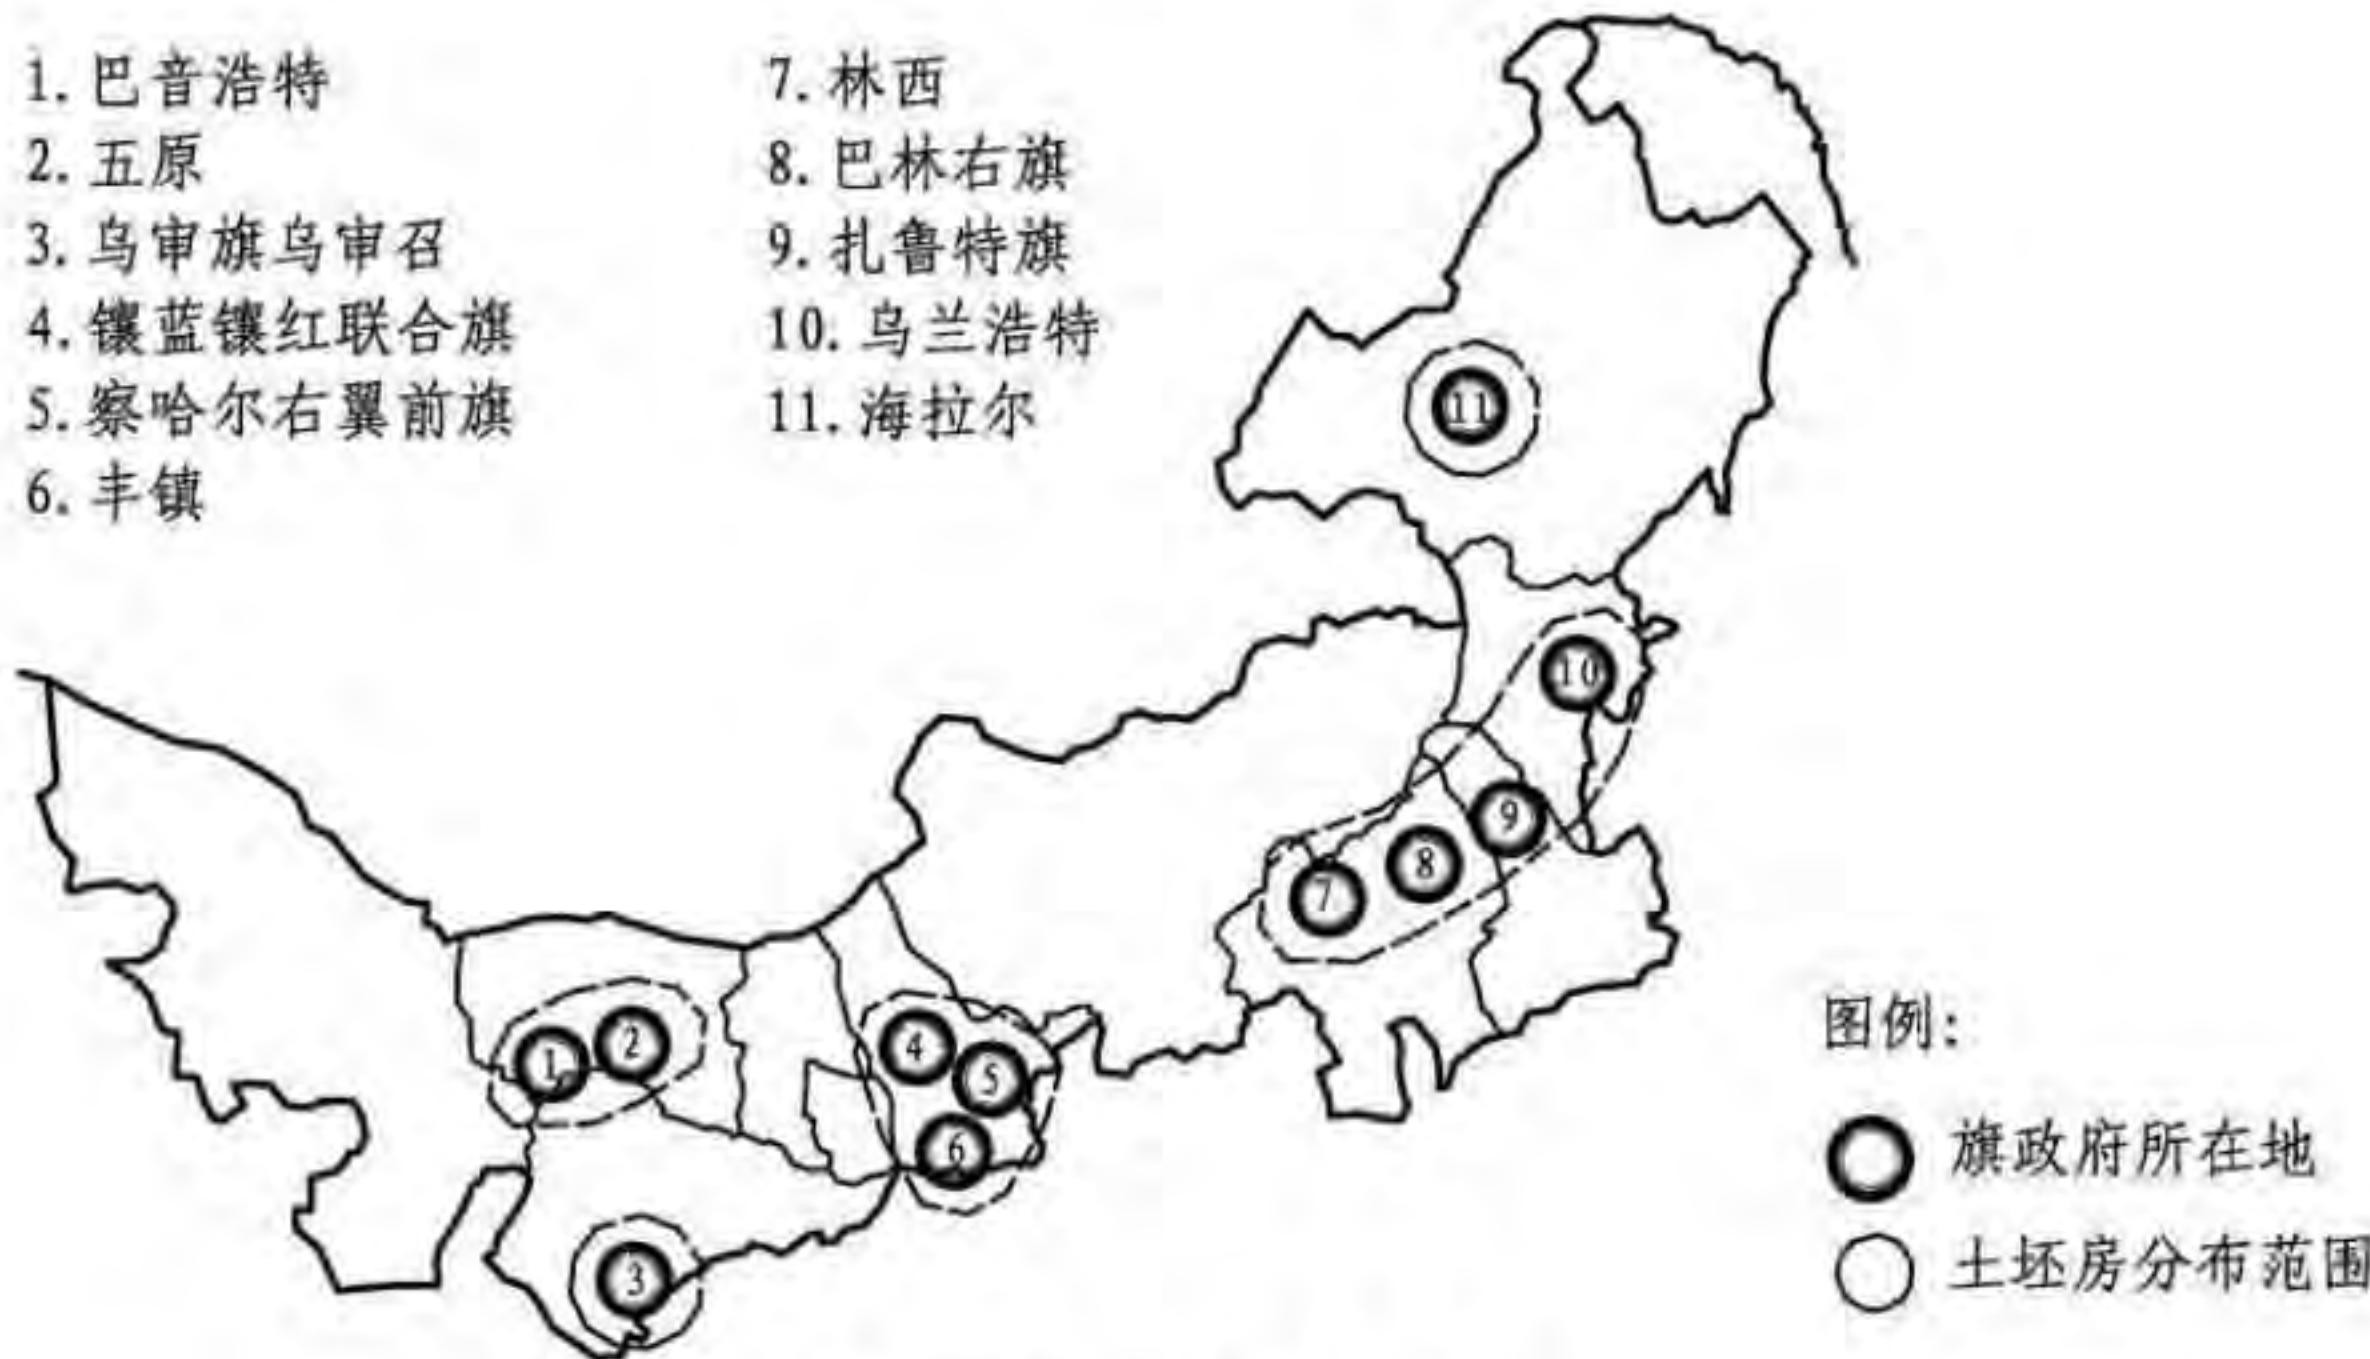 1. 巴音浩特
2. 五原
3. 乌审旗乌审召
4. 镶蓝镶红联合旗
5. 察哈尔右翼前旗
6. 丰镇
7. 林西
8. 巴林右旗
9. 扎鲁特旗
10. 乌兰浩特
11. 海拉尔
11
10
9
8
7
2
1
4
5
6
3
图例：
旗政府所在地
土坯房分布范围